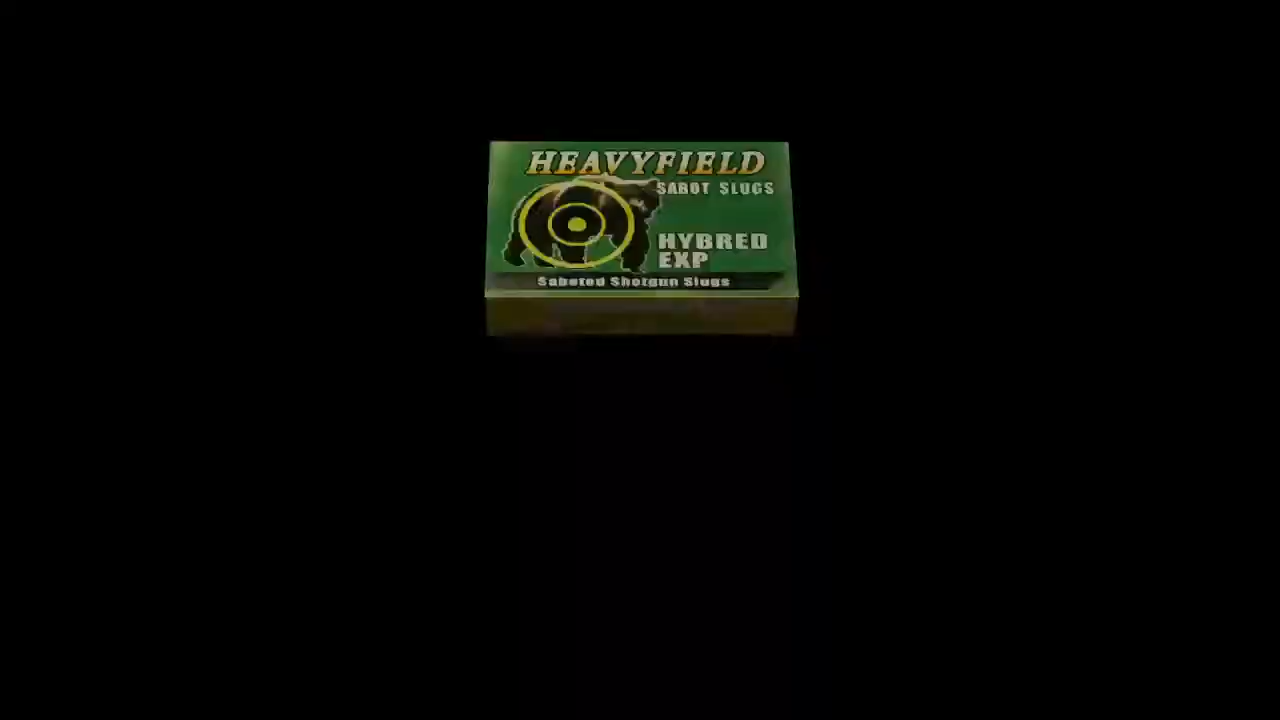 HEAVYFIELD
SABOT SLUGS
HYBRED
EXP
Saboted Shotgun Slugs